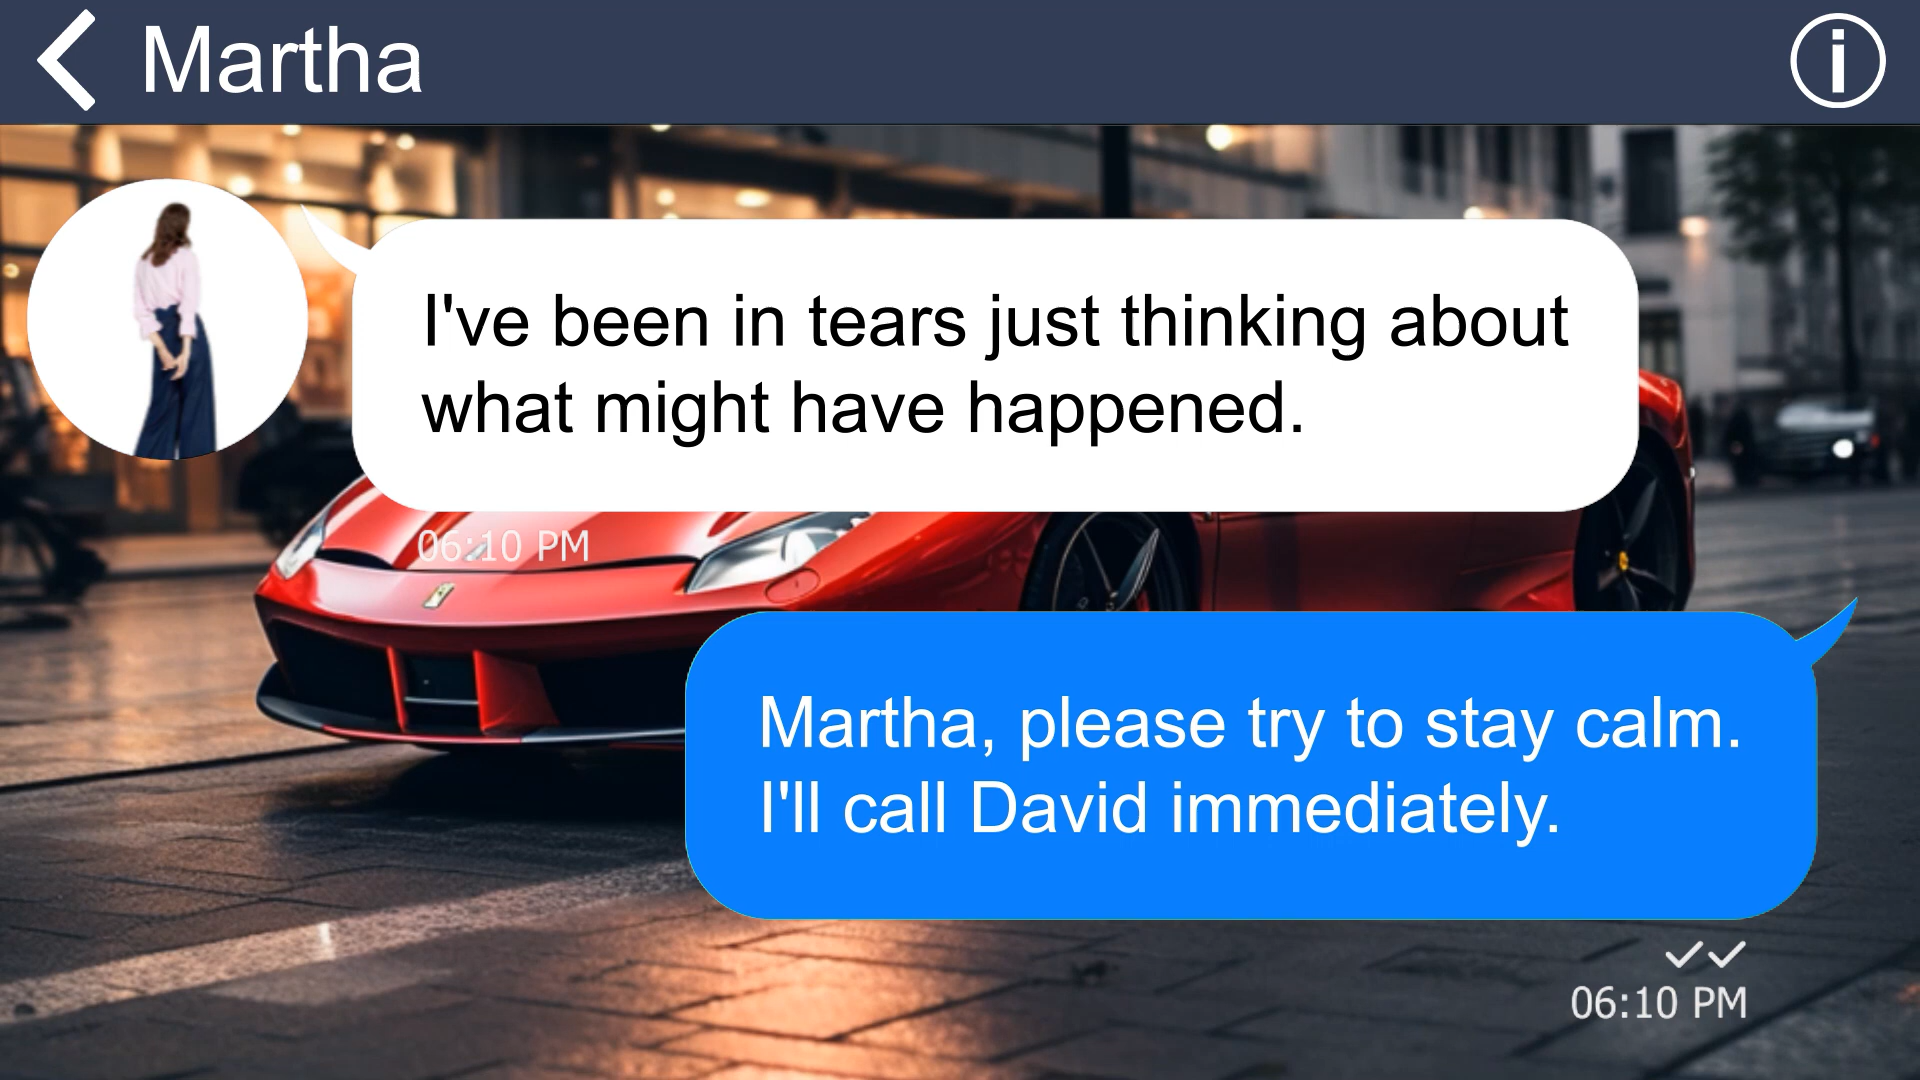 Martha
I've been in tears just thinking about
what might have happened.
06:10 PM
Martha, please try to stay calm.
I'll call David immediately.
06:10 PM